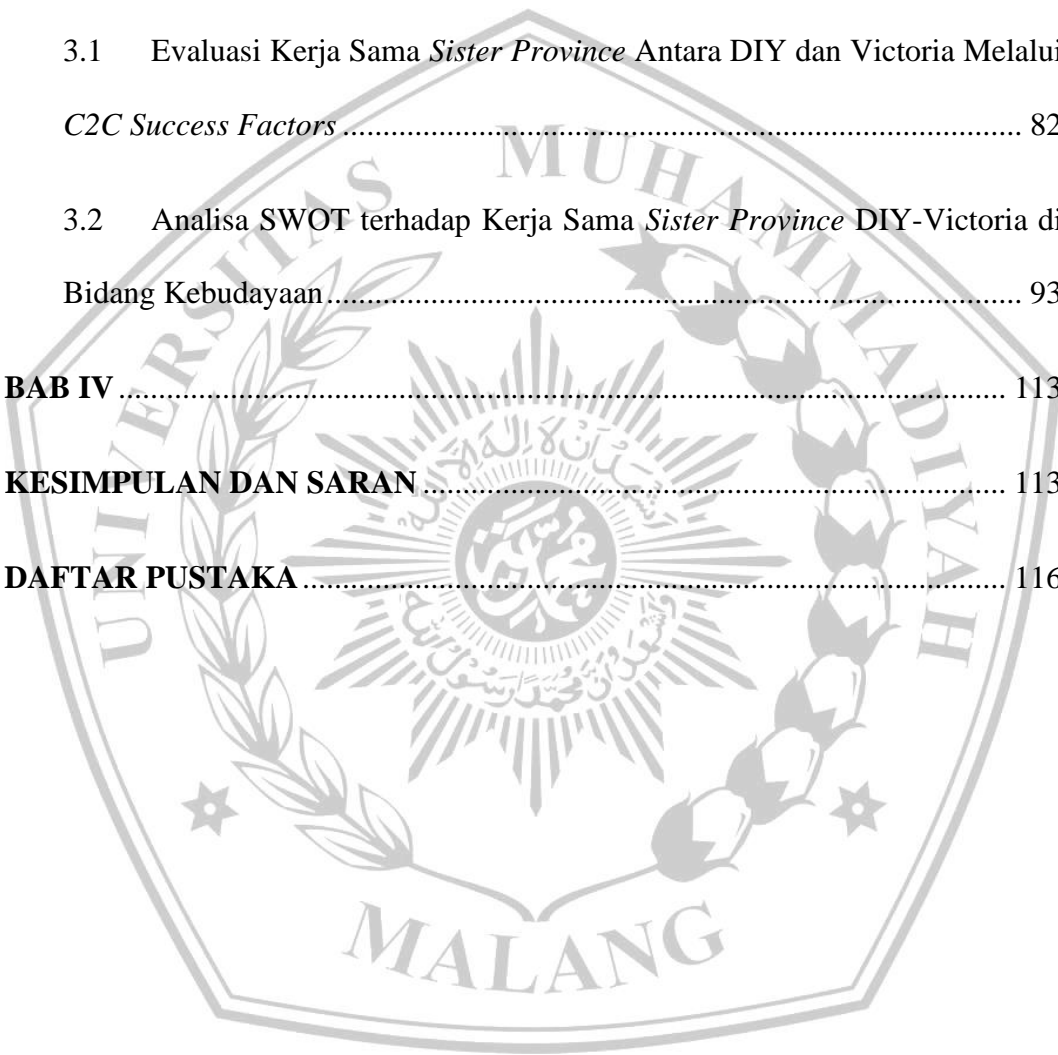 3.1 Evaluasi Kerja Sama Sister Province Antara DIY dan Victoria Melalui
C2C Success Factors ..................................................................................... 82
3.2 Analisa SWOT terhadap Kerja Sama Sister Province DIY-Victoria di
Bidang Kebudayaan ....................................................................................... 93
BAB IV ............................................................................................................... 113
KESIMPULAN DAN SARAN ......................................................................... 113
DAFTAR PUSTAKA ........................................................................................ 116
UNIVERSITAS MUHAMMADIYAH
MALANG